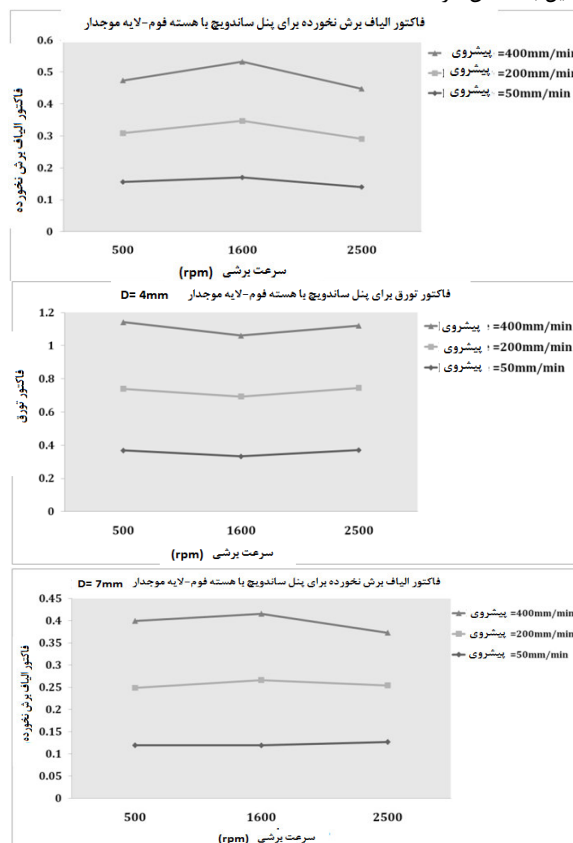 فاکتور الیاف برش نخورده برای پنل ساندویچ با هسته فوم-لایه موجدار
فاکتور الیاف برش نخورده
0.6
0.5
0.4
0.3
0.2
0.1
0
500 1600 2500
سرعت برشی (rpm)
پیشروی =400mm/min
پیشروی =200mm/min
پیشروی =50mm/min
فاکتور تورق برای پنل ساندویچ با هسته فوم-لایه موجدار D= 4mm
فاکتور تورق
1.2
1
0.8
0.6
0.4
0.2
0
500 1600 2500
سرعت برشی (rpm)
پیشروی =400mm/min
پیشروی =200mm/min
پیشروی =50mm/min
فاکتور الیاف برش نخورده برای پنل ساندویچ با هسته فوم-لایه موجدار D= 7mm
فاکتور الیاف برش نخورده
0.45
0.4
0.35
0.3
0.25
0.2
0.15
0.1
0.05
0
500 1600 2500
سرعت برشی (rpm)
پیشروی =400mm/min
پیشروی =200mm/min
پیشروی =50mm/min